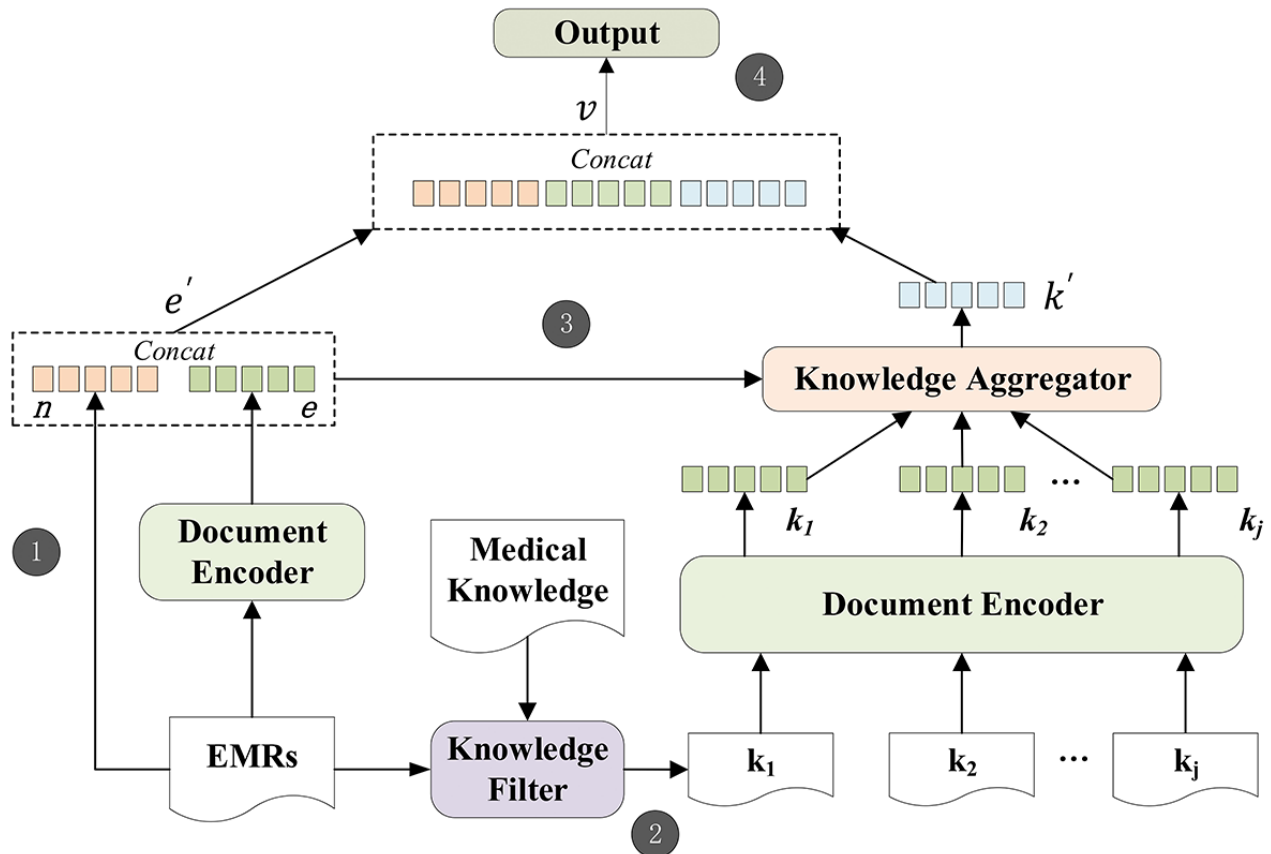 Output
4
v
Concat
e′
k′
3
Concat
Knowledge Aggregator
n
e
k₁
k₂
...
kⱼ
1
Document
Encoder
Medical
Knowledge
Document Encoder
EMRs
Knowledge
Filter
k₁
k₂
...
kⱼ
2